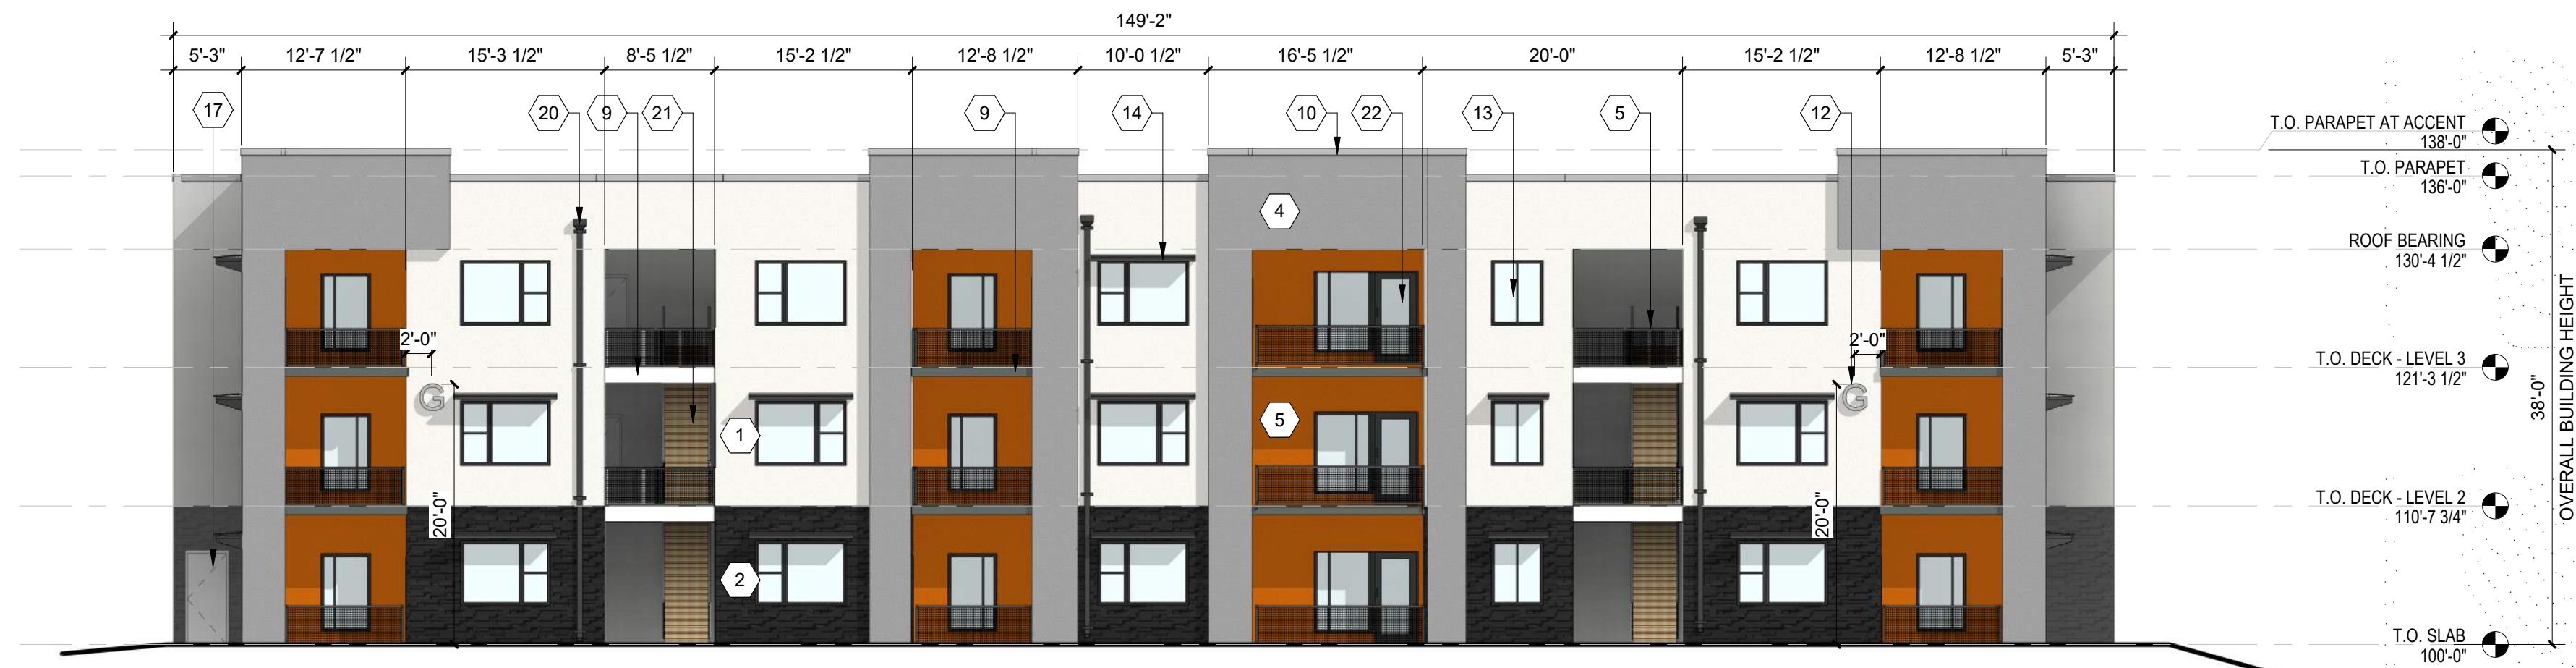 149'-2"
5'-3" 12'-7 1/2" 15'-3 1/2" 8'-5 1/2" 15'-2 1/2" 12'-8 1/2" 10'-0 1/2" 16'-5 1/2" 20'-0" 15'-2 1/2" 12'-8 1/2" 5'-3"
17 20 9 21 9 14 10 22 13 5 12
T.O. PARAPET AT ACCENT
138'-0"
T.O. PARAPET
136'-0"
4
ROOF BEARING
130'-4 1/2"
2'-0" 2'-0"
T.O. DECK - LEVEL 3
121'-3 1/2"
G G
1 5
38'-0"
OVERALL BUILDING HEIGHT
20'-0" 20'-0"
T.O. DECK - LEVEL 2
110'-7 3/4"
2
T.O. SLAB
100'-0"